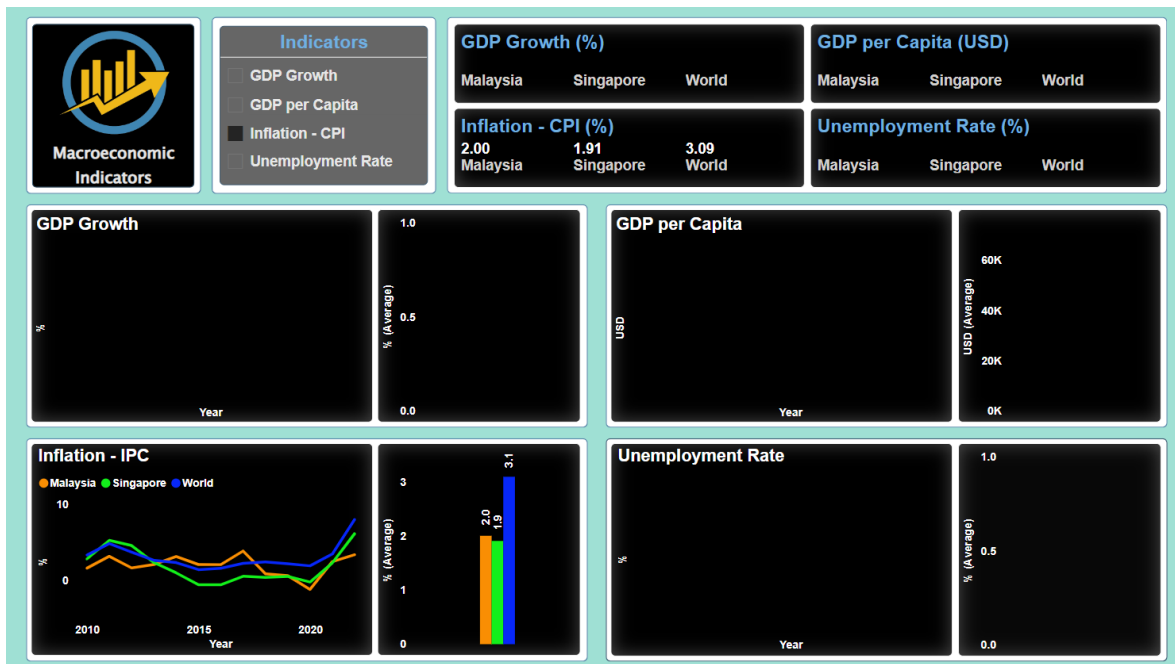 Macroeconomic
Indicators
Indicators
GDP Growth
GDP per Capita
Inflation - CPI
Unemployment Rate
GDP Growth (%)
Malaysia Singapore World
GDP per Capita (USD)
Malaysia Singapore World
Inflation - CPI (%)
2.00 1.91 3.09
Malaysia Singapore World
Unemployment Rate (%)
Malaysia Singapore World
GDP Growth
%
Year
1.0
0.5
0.0
% (Average)
GDP per Capita
USD
Year
60K
40K
20K
0K
USD (Average)
Inflation - IPC
Malaysia Singapore World
10
0
%
2010 2015 2020
Year
3
2
1
0
% (Average)
2.0 1.9 3.1
Unemployment Rate
%
Year
1.0
0.5
0.0
% (Average)